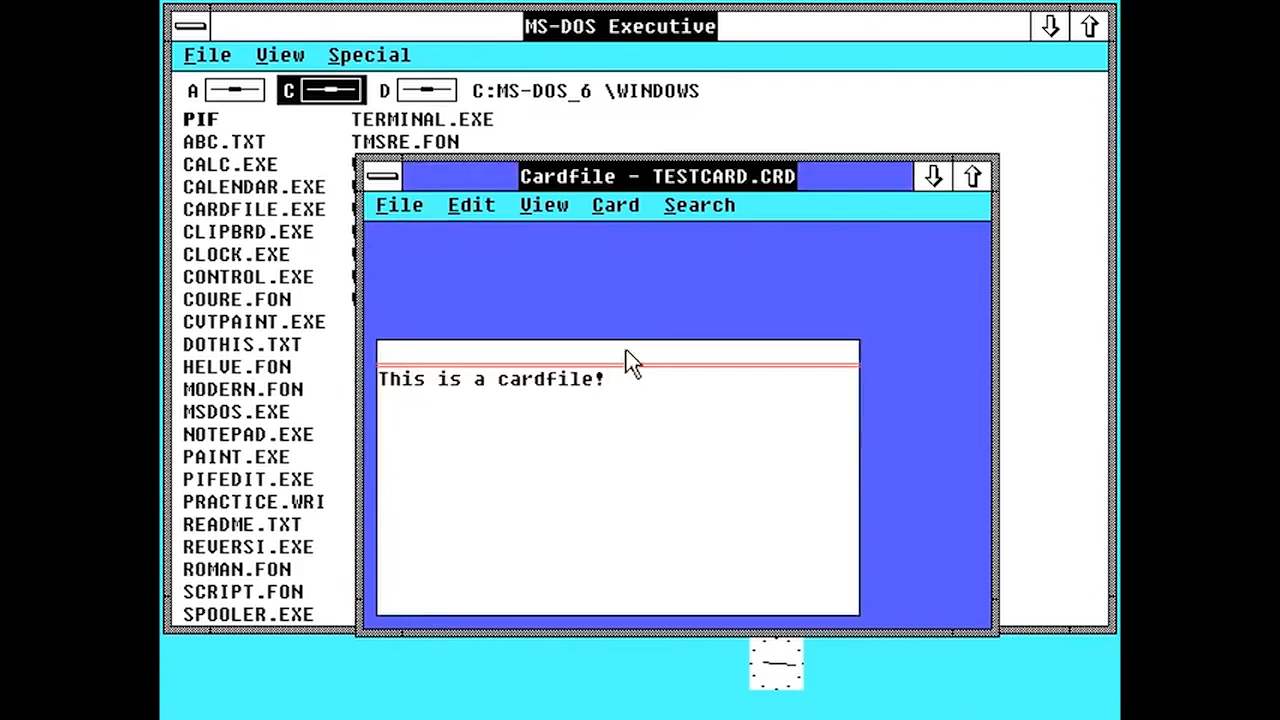 MS-DOS Executive
File View Special
A C D C:MS-DOS_6 \WINDOWS
PIF TERMINAL.EXE
ABC.TXT TMSRE.FON
CALC.EXE
CALENDAR.EXE
CARDFILE.EXE
CLIPBRD.EXE
CLOCK.EXE
CONTROL.EXE
COURE.FON
CVTPAINT.EXE
DOTHIS.TXT
HELVE.FON
MODERN.FON
MSDOS.EXE
NOTEPAD.EXE
PAINT.EXE
PIFEDIT.EXE
PRACTICE.WRI
README.TXT
REVERSI.EXE
ROMAN.FON
SCRIPT.FON
SPOOLER.EXE
Cardfile - TESTCARD.CRD
File Edit View Card Search
This is a cardfile!